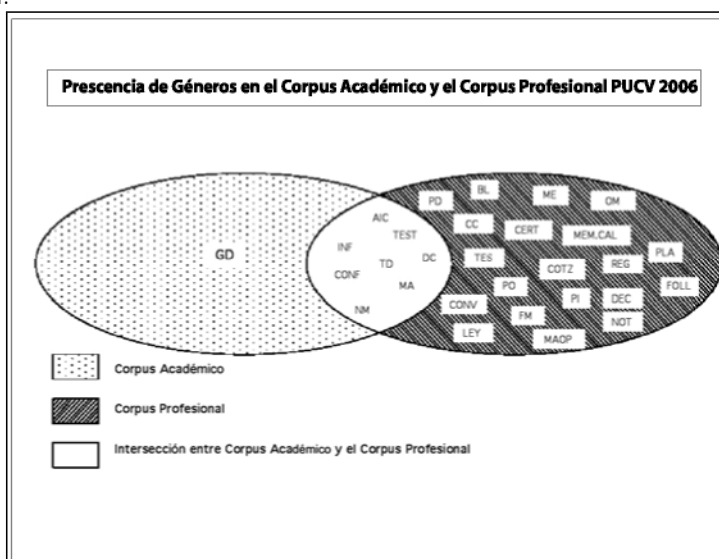 Prescencia de Géneros en el Corpus Académico y el Corpus Profesional PUCV 2006
GD
AIC
TEST
INF
TD
DC
CONF
MA
NM
PD
BL
ME
OM
CC
CERT
MEM.CAL
TES
COTZ
REG
PLA
PO
PI
DEC
FOLL
CONV
FM
NOT
LEY
MAOP
Corpus Académico
Corpus Profesional
Intersección entre Corpus Académico y el Corpus Profesional